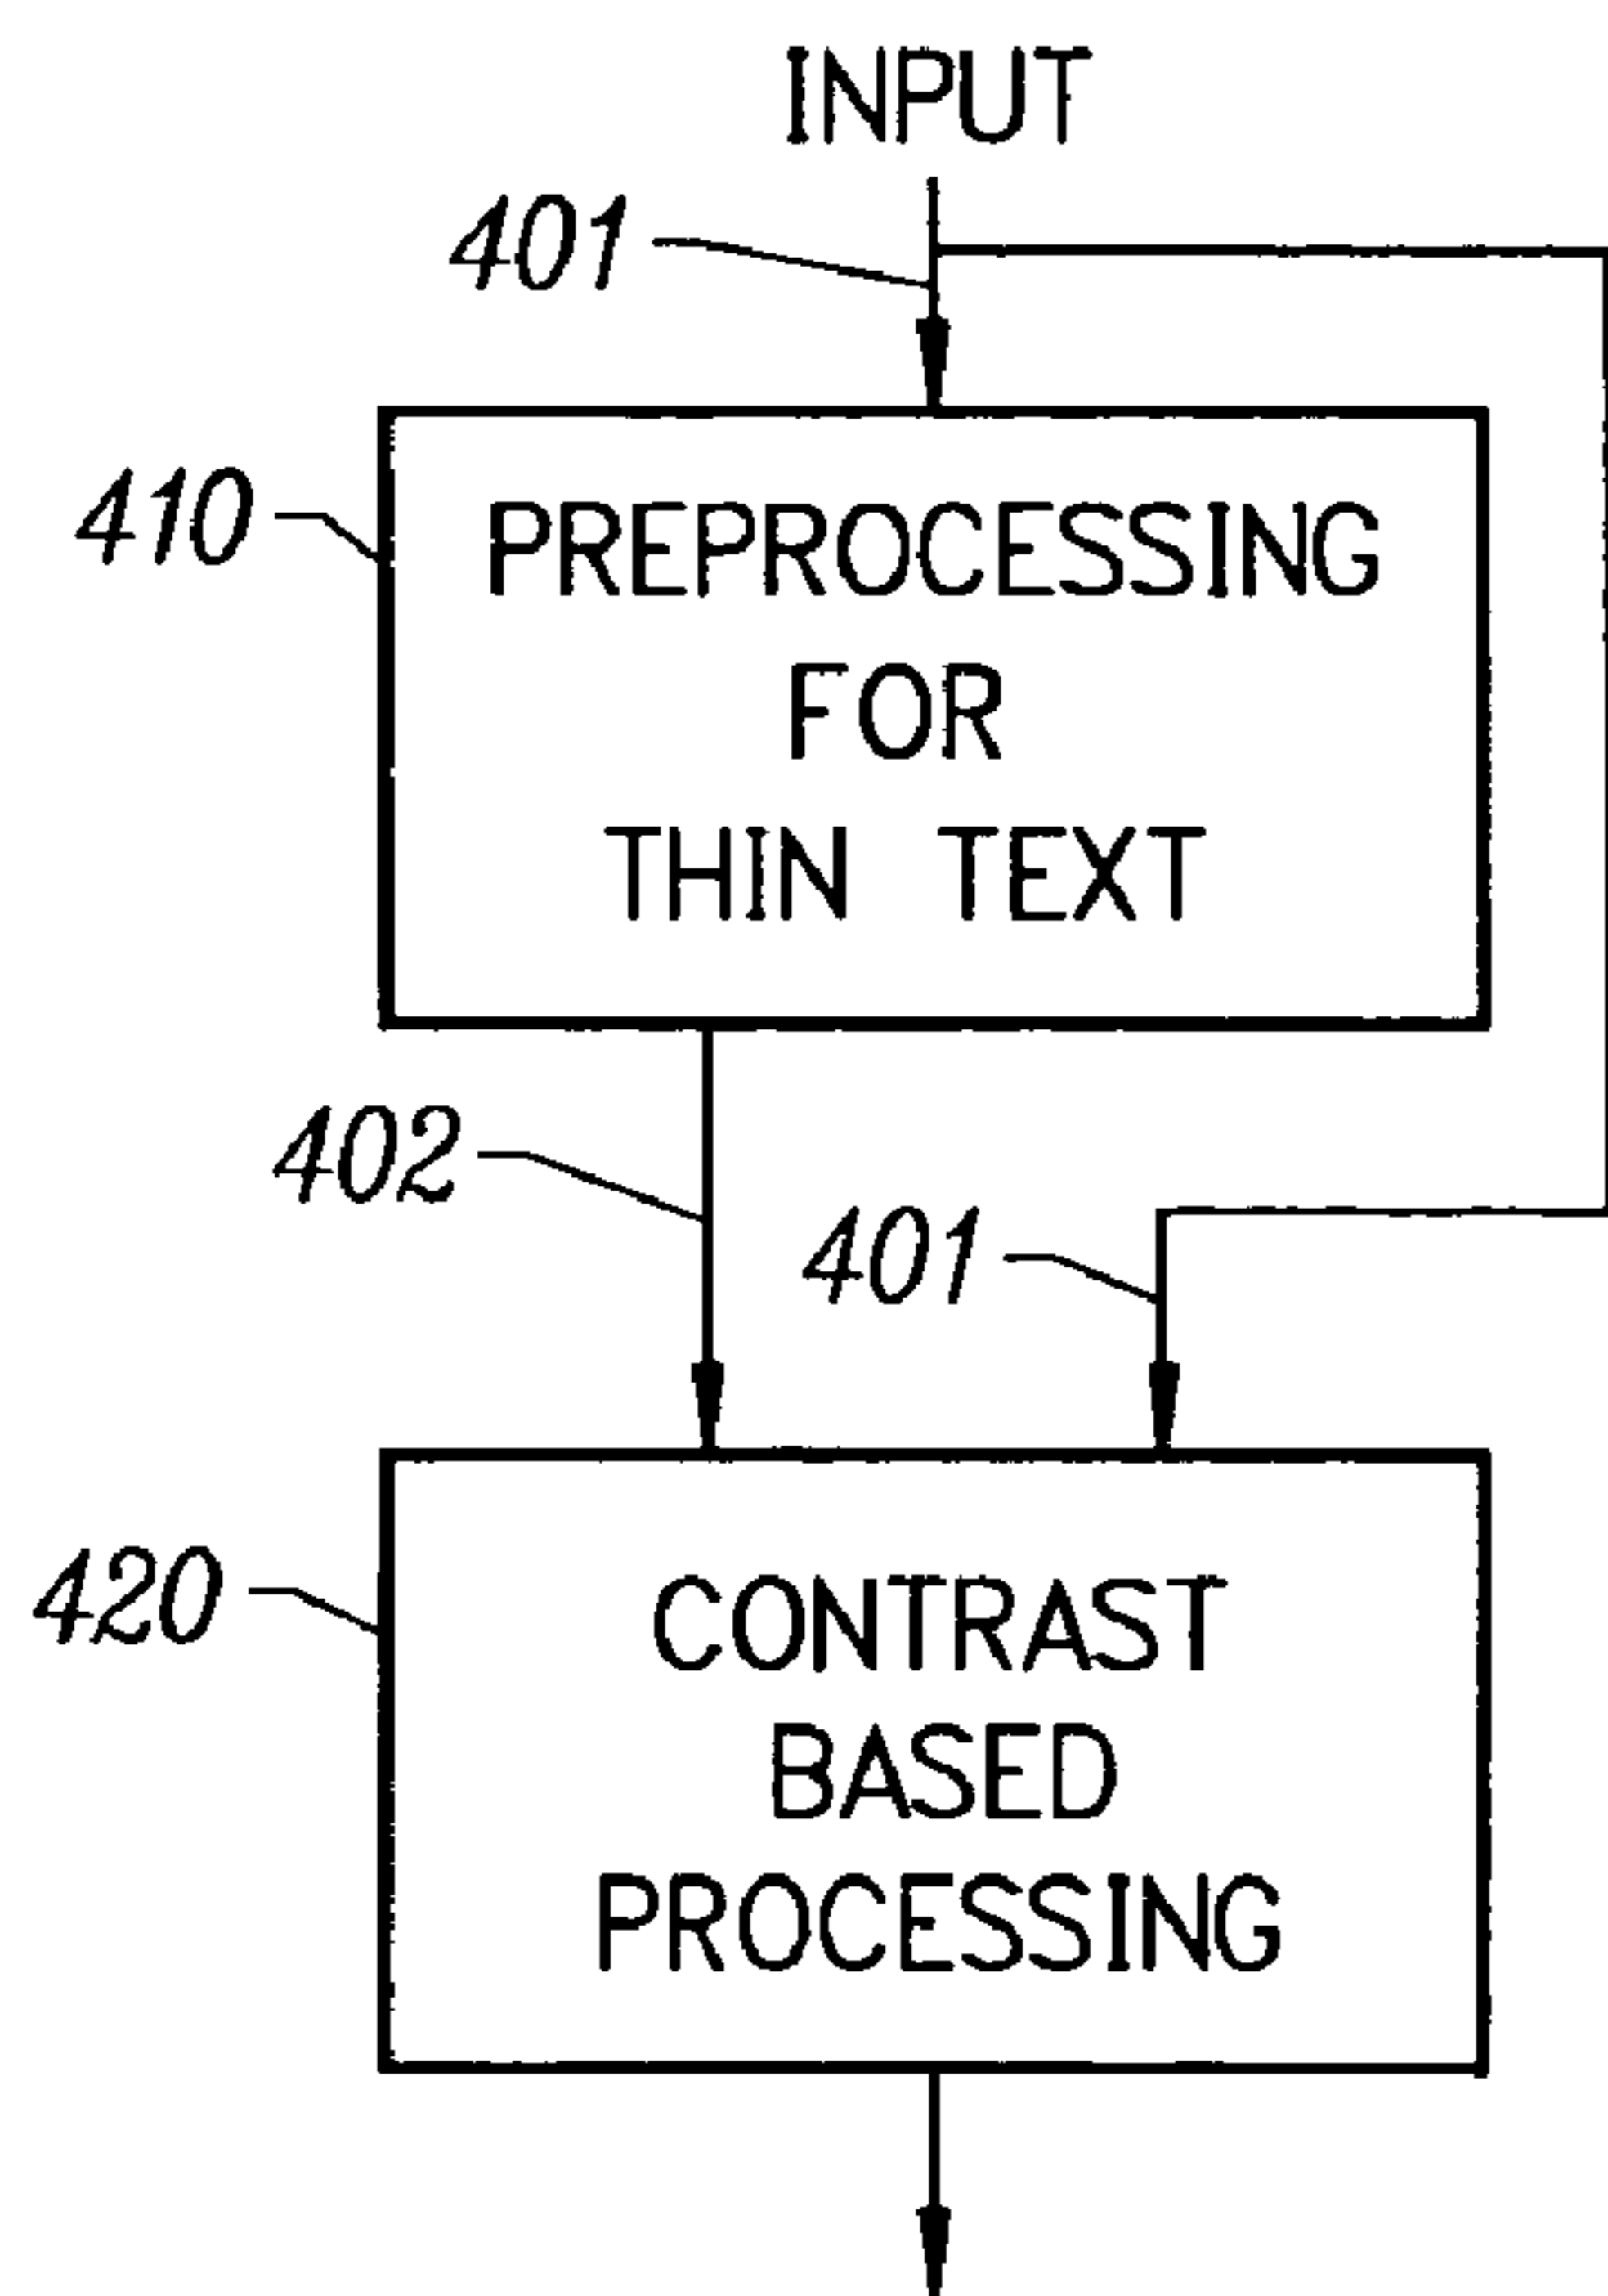 INPUT
401
410
PREPROCESSING
FOR
THIN TEXT
402
401
420
CONTRAST
BASED
PROCESSING